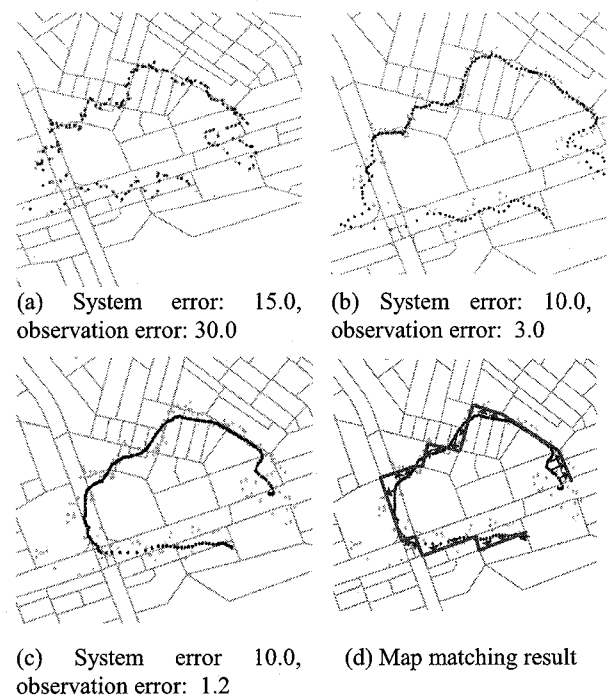 (a) System error: 15.0,
observation error: 30.0
(b) System error: 10.0,
observation error: 3.0
(c) System error 10.0,
observation error: 1.2
(d) Map matching result